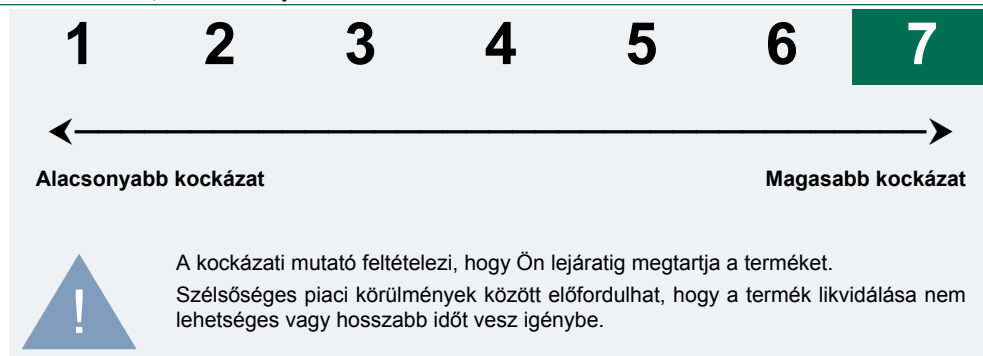 1 2 3 4 5 6 7
Alacsonyabb kockázat Magasabb kockázat
A kockázati mutató feltételezi, hogy Ön lejáratig megtartja a terméket.
Szélsőséges piaci körülmények között előfordulhat, hogy a termék likvidálása nem
lehetséges vagy hosszabb időt vesz igénybe.
!